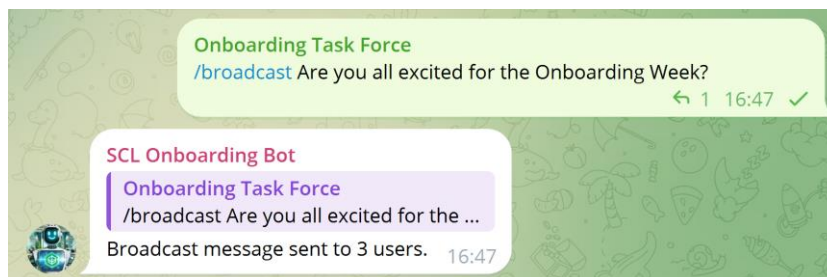 Onboarding Task Force
/broadcast Are you all excited for the Onboarding Week?
1 16:47
SCL Onboarding Bot
Onboarding Task Force
/broadcast Are you all excited for the ...
Broadcast message sent to 3 users. 16:47